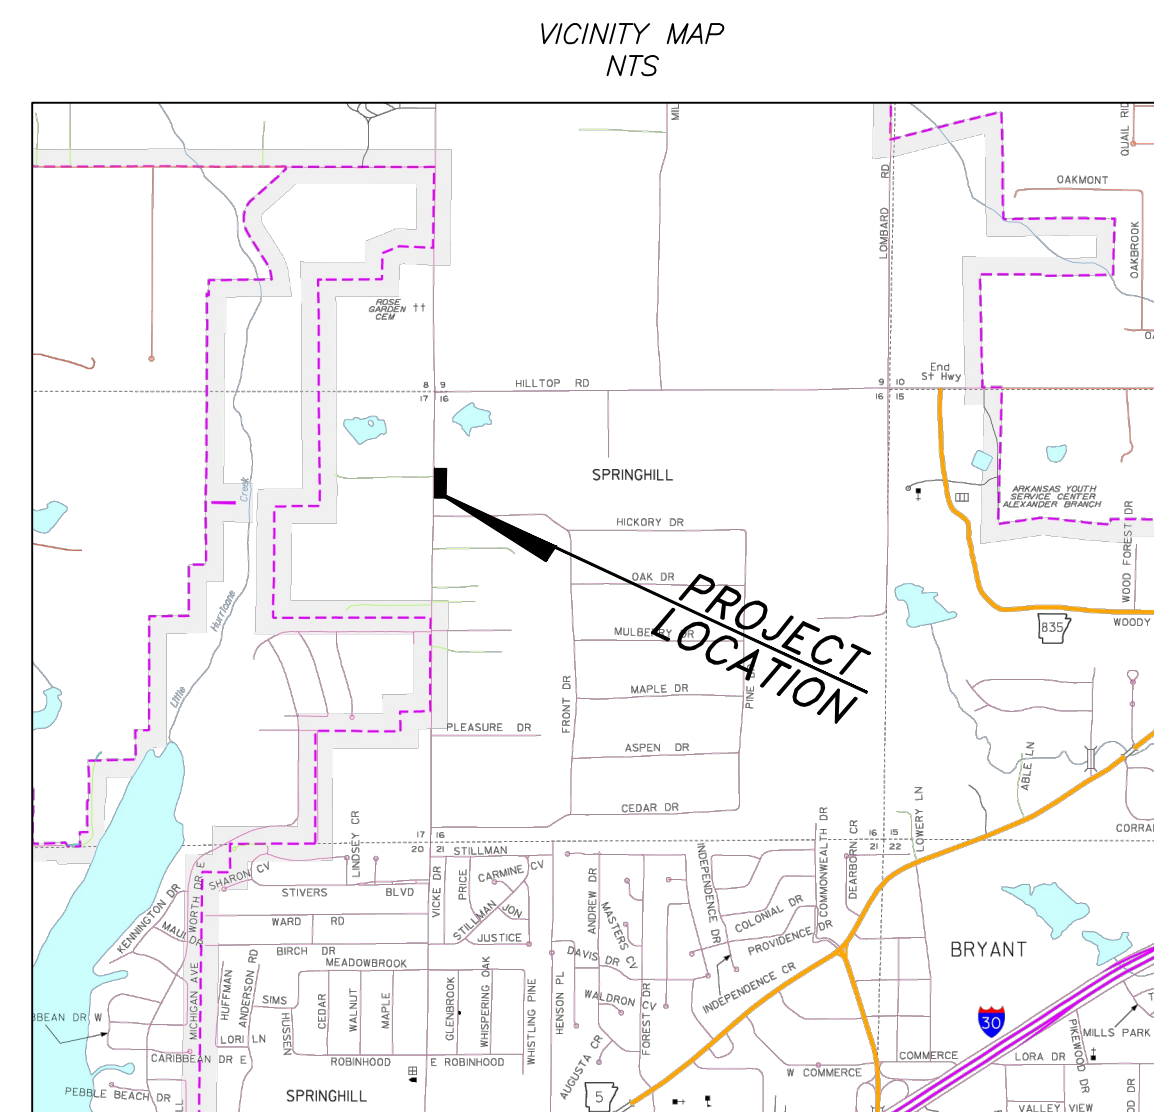 VICINITY MAP
NTS
QUAIL RID
MIL
OAKMONT
LOMBARD RD
OAKBROOK
ROSE
GARDEN
CEM
8 9
17 16
HILLTOP RD
9 10
16 15
End
St Hwy
SPRINGHILL
Creek
ARKANSAS YOUTH
SERVICE CENTER
ALEXANDER BRANCH
WOOD FOREST DR
HICKORY DR
OAK DR
PROJECT
LOCATION
Hurricane
Little
MULBERRY DR
835
WOODY
MAPLE DR
FRONT DR
PINE DR
PLEASURE DR
ASPEN DR
ABLE LN
CEDAR DR
LOWERY LN
CORRAL
LINDSEY CR
17 16
20 21
STILLMAN
16 15
21 22
COMMONWEALTH DR
DEARBORN CR
INDEPENDENCE DR
SHARON CV
STIVERS BLVD
VICKE DR
PRICE
CARMINE CV
ANDREW DR
MASTERS CV
COLONIAL DR
PROVIDENCE DR
KENNINGTON DR
WORTH DR E
MAUI DR
WARD RD
STILLMAN
JON
JUSTICE
BIRCH DR
MEADOWBROOK
DAVIS DR
INDEPENDENCE CR
BRYANT
HUFFMAN
ANDERSON RD
MICHIGAN AVE
SIMS
HUSEN
CEDAR
WALNUT
MAPLE
GLENBROOK
WHISPERING OAK
WHISTLING PINE
HENSON PL
WALDRON CV
FOREST DR
30
BBEAN DR W
LORI LN
CARIBBEAN DR E
ROBINHOOD
E ROBINHOOD
AUGUSTA CR
W COMMERCE
COMMERCE
LORA DR
PIKEWOOD DR
MILLS PARK
PEBBLE BEACH DR
SPRINGHILL
5
VALLEY VIEW